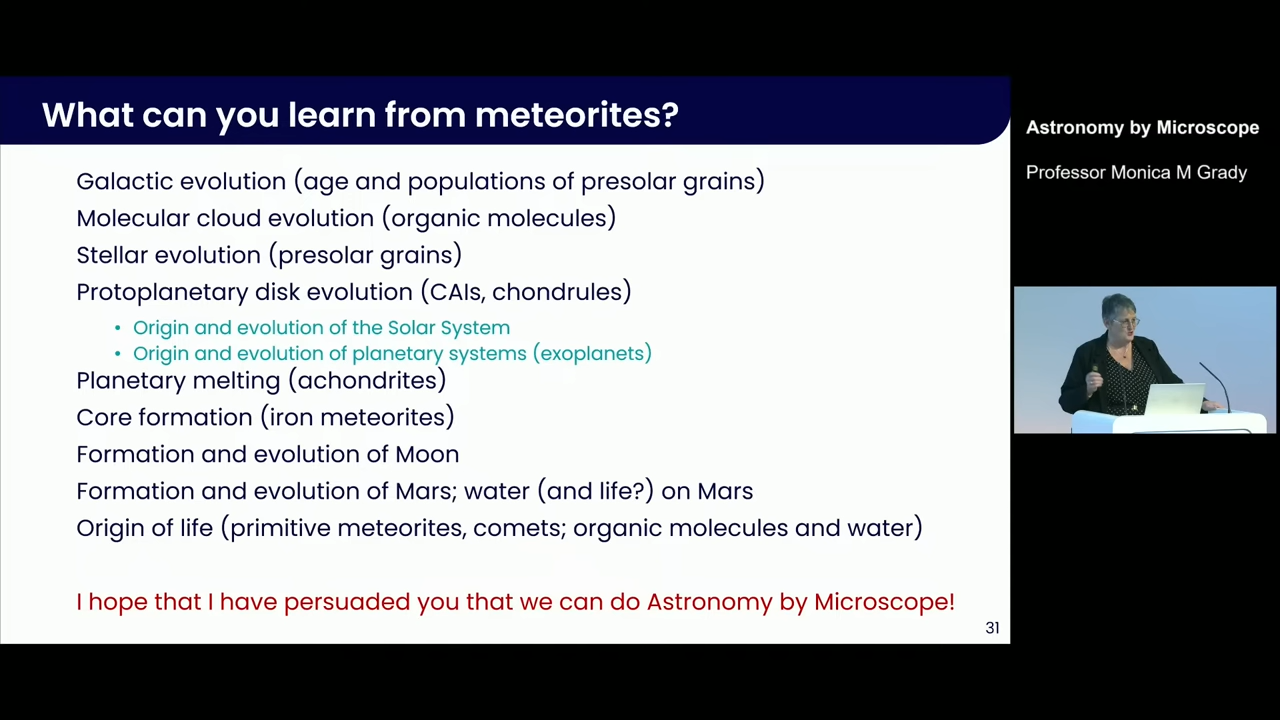 What can you learn from meteorites?
Galactic evolution (age and populations of presolar grains)
Molecular cloud evolution (organic molecules)
Stellar evolution (presolar grains)
Protoplanetary disk evolution (CAIs, chondrules)
• Origin and evolution of the Solar System
• Origin and evolution of planetary systems (exoplanets)
Planetary melting (achondrites)
Core formation (iron meteorites)
Formation and evolution of Moon
Formation and evolution of Mars; water (and life?) on Mars
Origin of life (primitive meteorites, comets; organic molecules and water)
I hope that I have persuaded you that we can do Astronomy by Microscope!
31
Astronomy by Microscope
Professor Monica M Grady